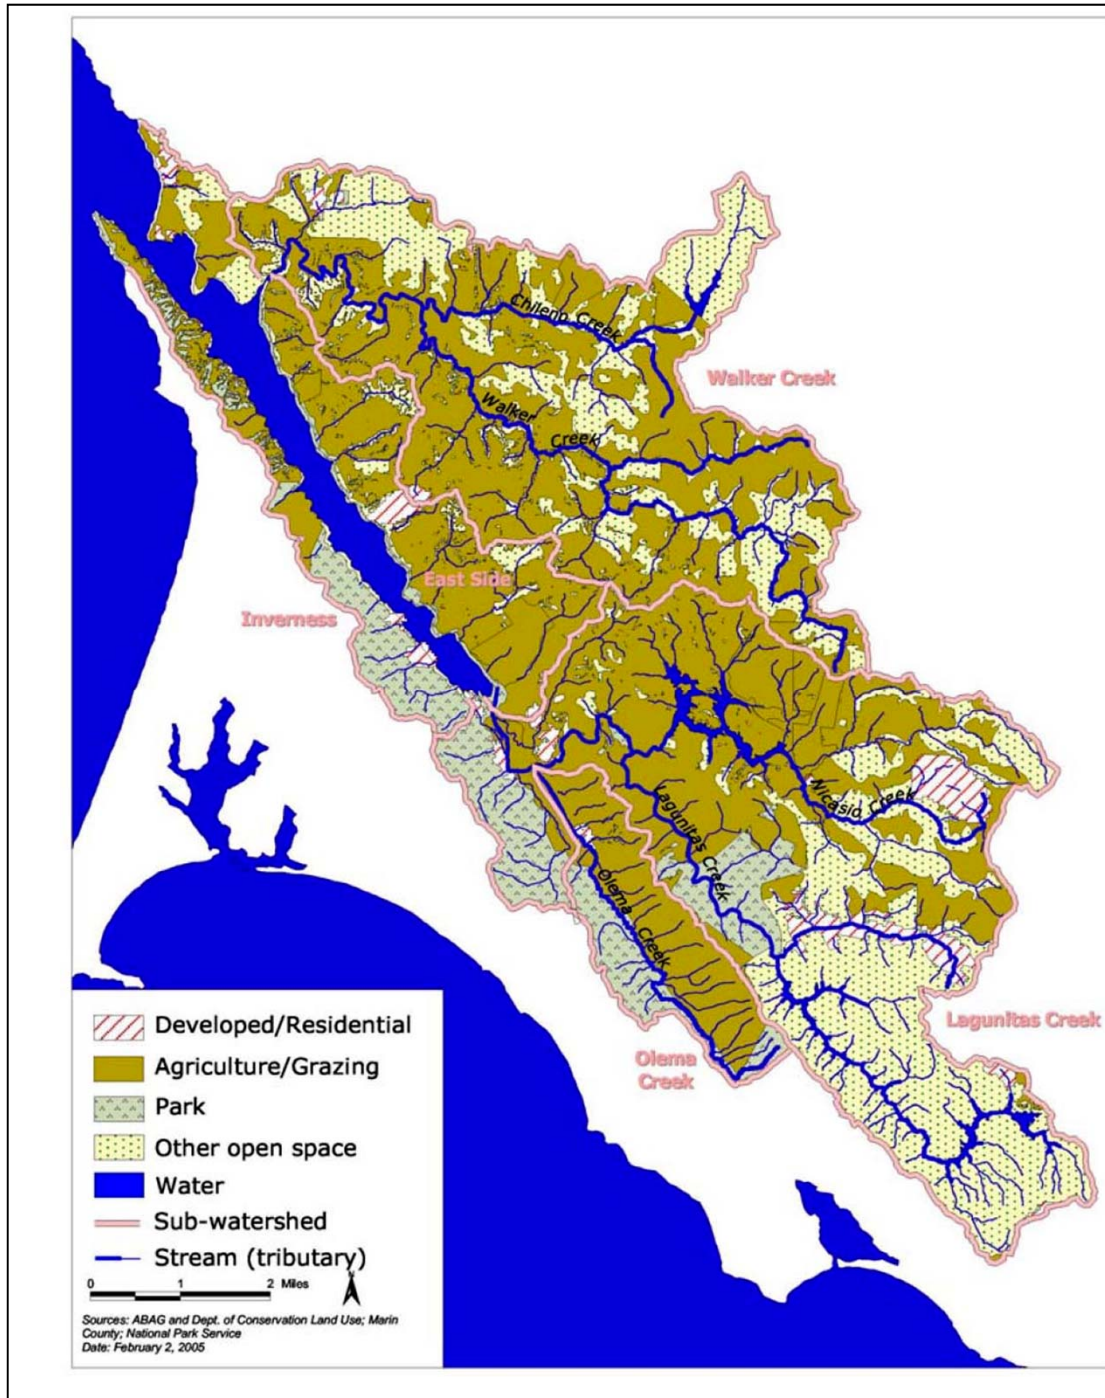 Chileno Creek
Walker Creek
Walker
Creek
East Side
Inverness
Nicasio Creek
Lagunitas Creek
Olema Creek
Lagunitas Creek
Olema
Creek
Developed/Residential
Agriculture/Grazing
Park
Other open space
Water
Sub-watershed
Stream (tributary)
0 1 2 Miles
N
Sources: ABAG and Dept. of Conservation Land Use; Marin
County; National Park Service
Date: February 2, 2005